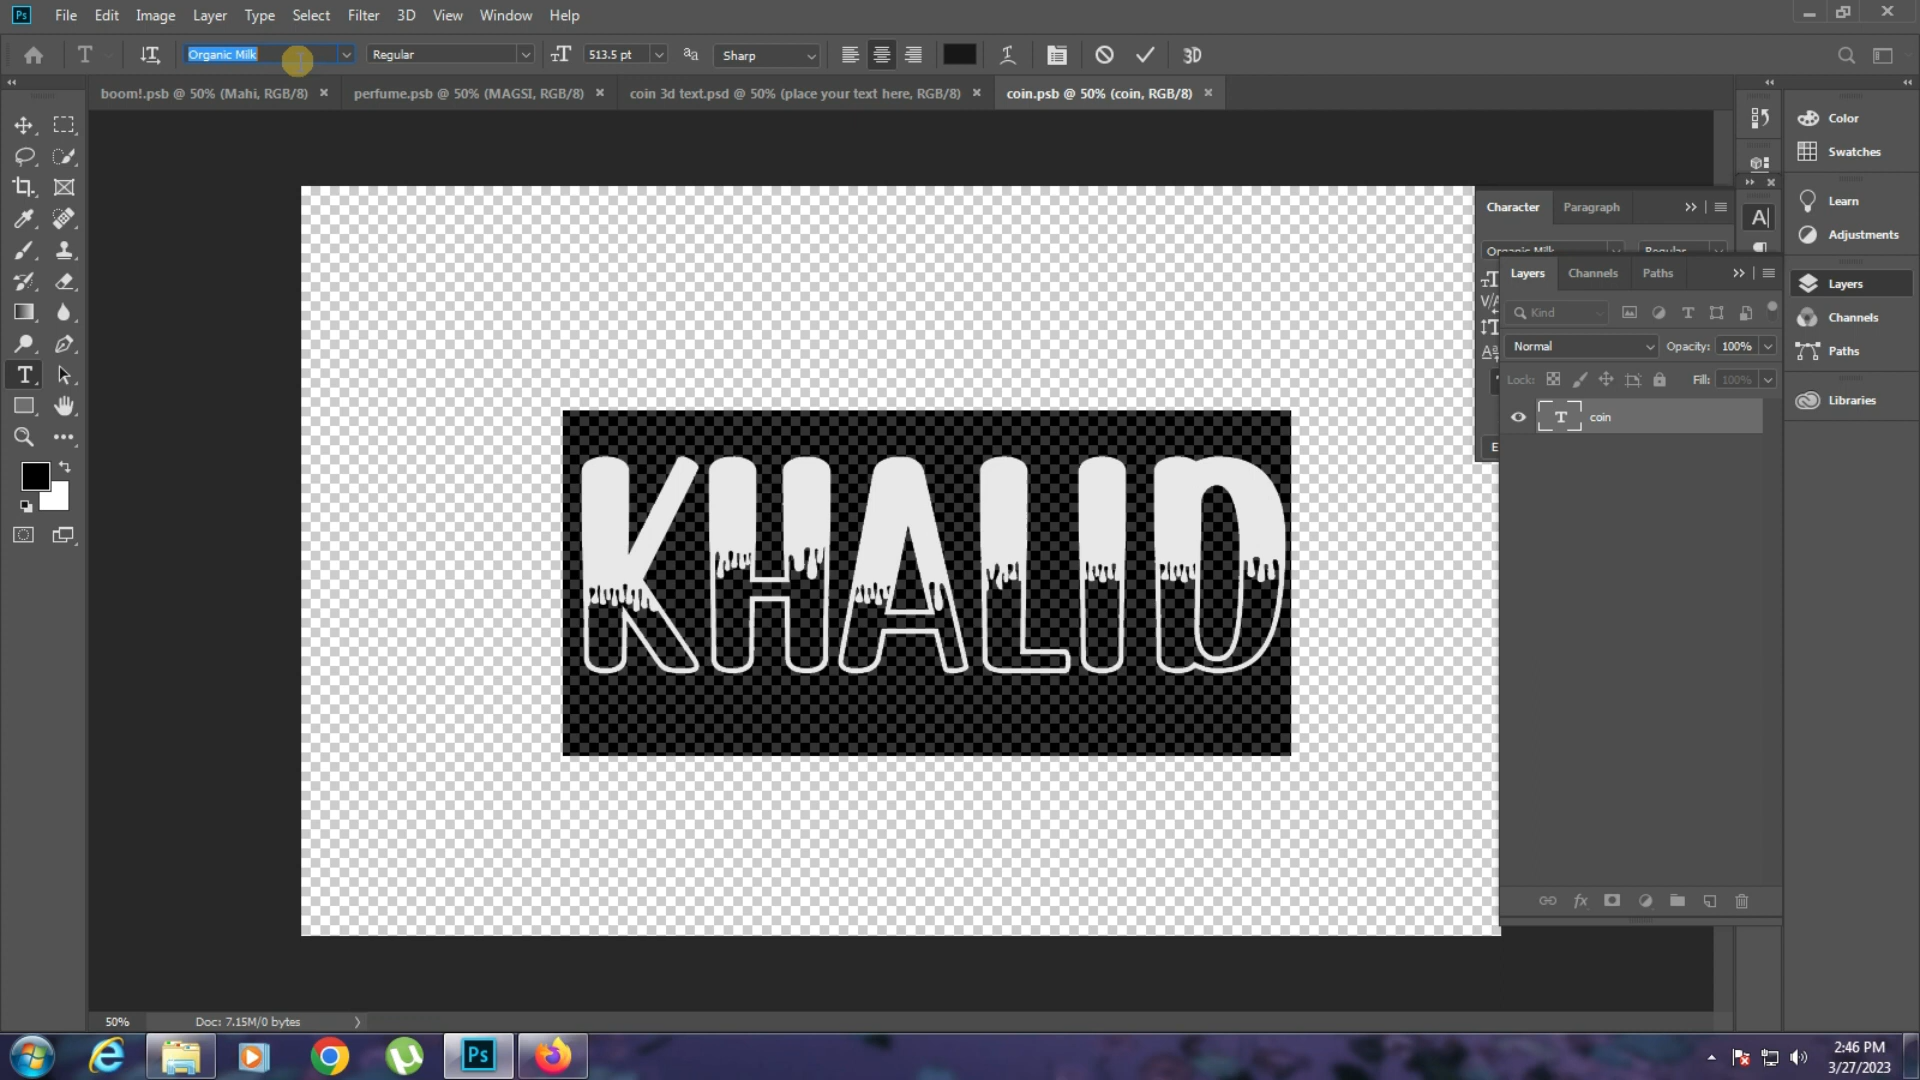 Ps File Edit Image Layer Type Select Filter 3D View Window Help
Organic Milk Regular 513.5 pt aa Sharp 3D
boom!.psb @ 50% (Mahi, RGB/8) perfume.psb @ 50% (MAGSI, RGB/8) coin 3d text.psd @ 50% (place your text here, RGB/8) coin.psb @ 50% (coin, RGB/8)
Color
Swatches
Learn
Adjustments
Layers
Channels
Paths
Libraries
Character Paragraph
Organic Milk Regular
Layers Channels Paths
Kind
Normal Opacity: 100%
Lock: Fill: 100%
T coin
KHALID
50% Doc: 7.15M/0 bytes
Ps
2:46 PM
3/27/2023